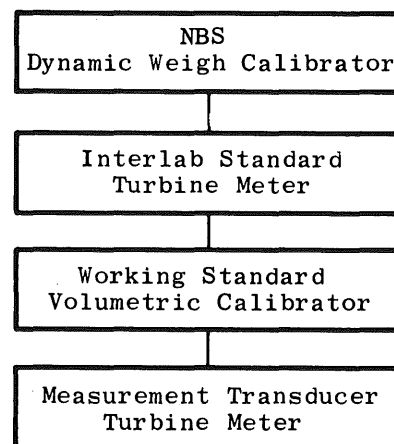 NBS
Dynamic Weigh Calibrator
Interlab Standard
Turbine Meter
Working Standard
Volumetric Calibrator
Measurement Transducer
Turbine Meter